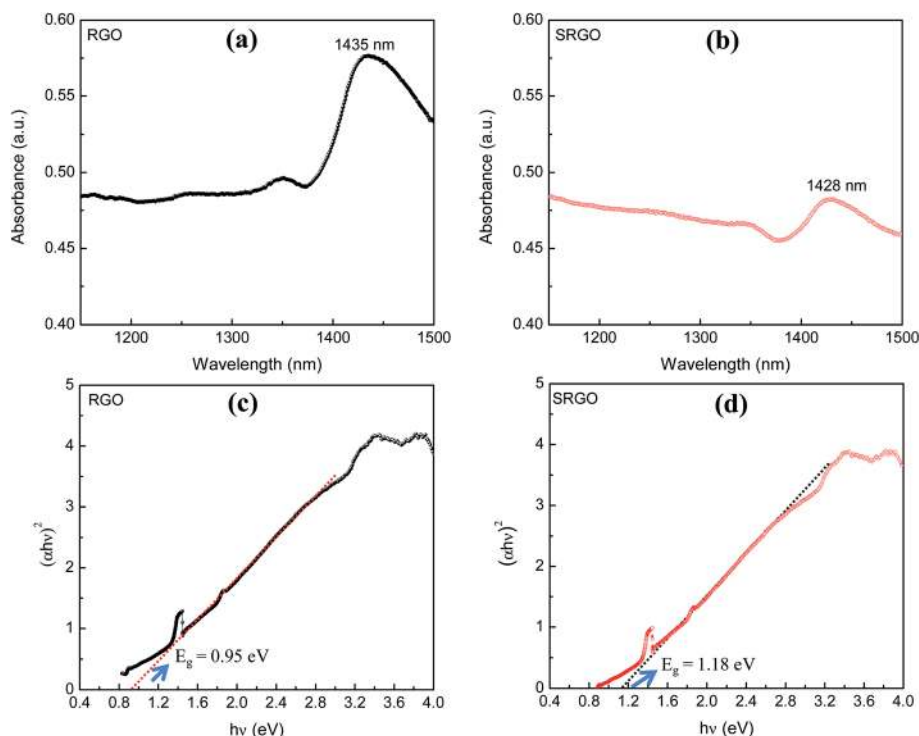 RGO
(a)
1435 nm
0.60
0.55
0.50
0.45
0.40
Absorbance (a.u.)
1200
1300
1400
1500
Wavelength (nm)
SRGO
(b)
1428 nm
0.60
0.55
0.50
0.45
0.40
Absorbance (a.u.)
1200
1300
1400
1500
Wavelength (nm)
RGO
(c)
5
4
3
2
1
0
(αhν)²
E_g = 0.95 eV
0.4 0.8 1.2 1.6 2.0 2.4 2.8 3.2 3.6 4.0
hν (eV)
SRGO
(d)
5
4
3
2
1
0
(αhν)²
E_g = 1.18 eV
0.4 0.8 1.2 1.6 2.0 2.4 2.8 3.2 3.6 4.0
hν (eV)